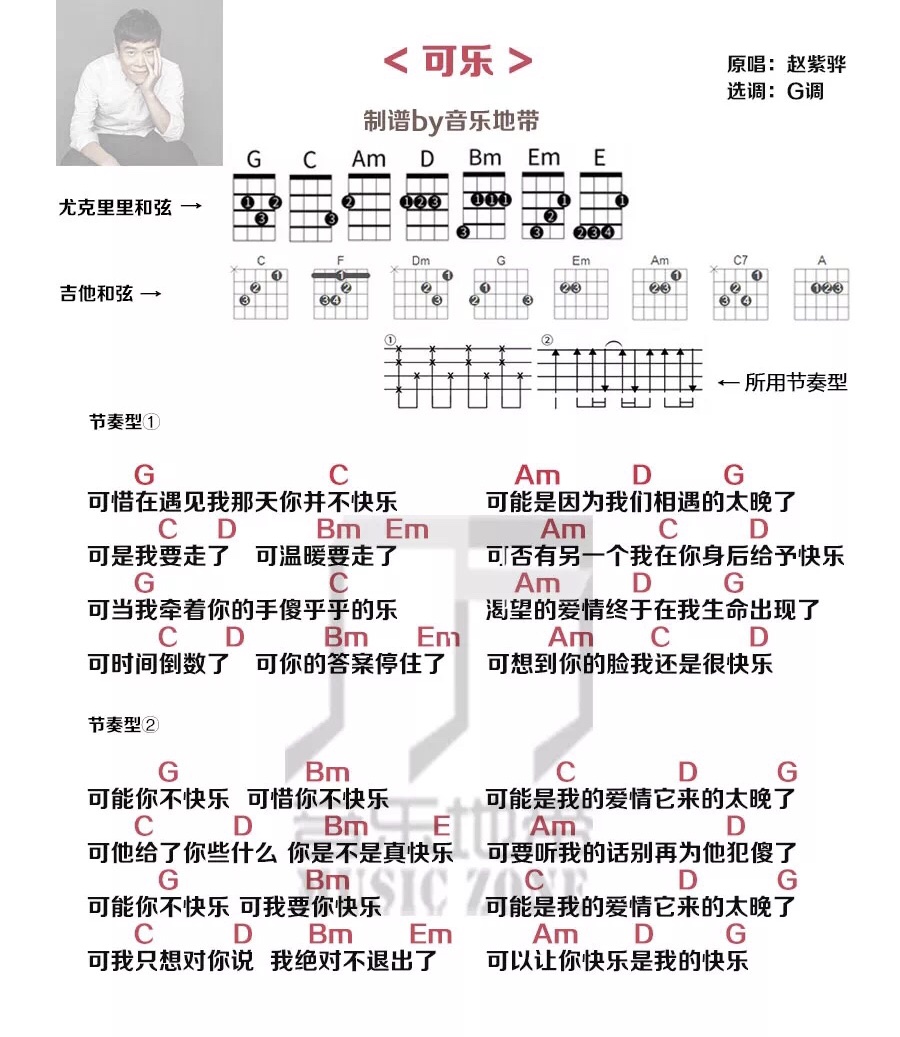 < 可乐 >
原唱：赵紫骅
选调：G调
制谱by音乐地带
G C Am D Bm Em E
尤克里里和弦 →
C F Dm G Em Am C7 A
吉他和弦 →
① ②
← 所用节奏型
节奏型①
G C Am D G
可惜在遇见我那天你并不快乐 可能是因为我们相遇的太晚了
C D Bm Em Am C D
可是我要走了 可温暖要走了 可否有另一个我在你身后给予快乐
G C Am D G
可当我牵着你的手傻乎乎的乐 渴望的爱情终于在我生命出现了
C D Bm Em Am C D
可时间倒数了 可你的答案停住了 可想到你的脸我还是很快乐
节奏型②
G Bm C D G
可能你不快乐 可惜你不快乐 可能是我的爱情它来的太晚了
C D Bm E Am D
可他给了你些什么 你是不是真快乐 可要听我的话别再为他犯傻了
G Bm C D G
可能你不快乐 可我要你快乐 可能是我的爱情它来的太晚了
C D Bm Em Am D G
可我只想对你说 我绝对不退出了 可以让你快乐是我的快乐
音乐地带
MUSIC ZONE